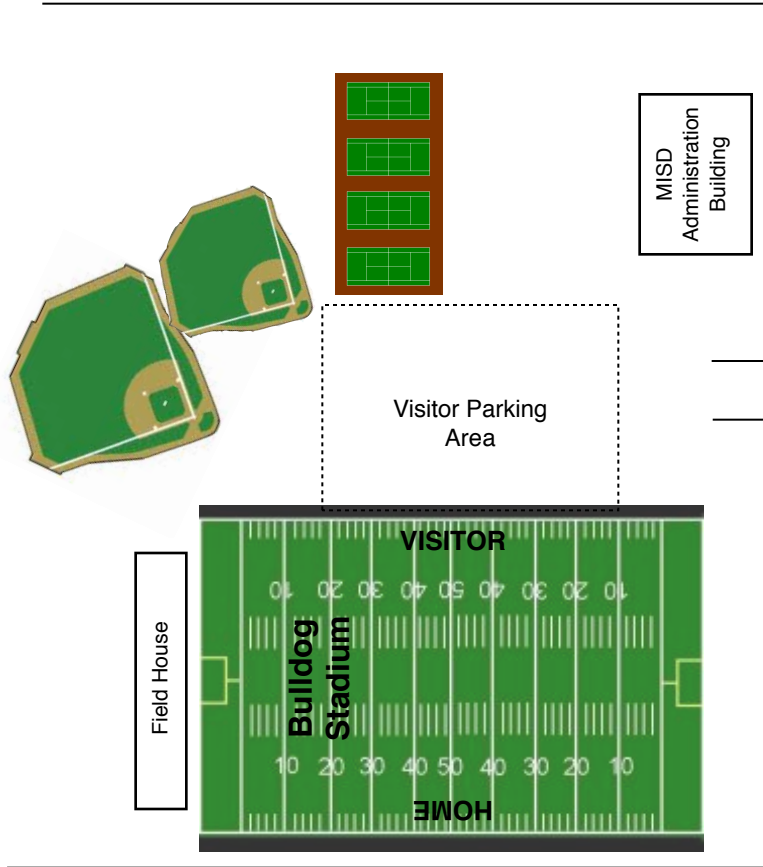 MISD
Administration
Building
Visitor Parking
Area
VISITOR
10 20 30 40 50 40 30 20 10
Bulldog
Stadium
Field House
10 20 30 40 50 40 30 20 10
HOME